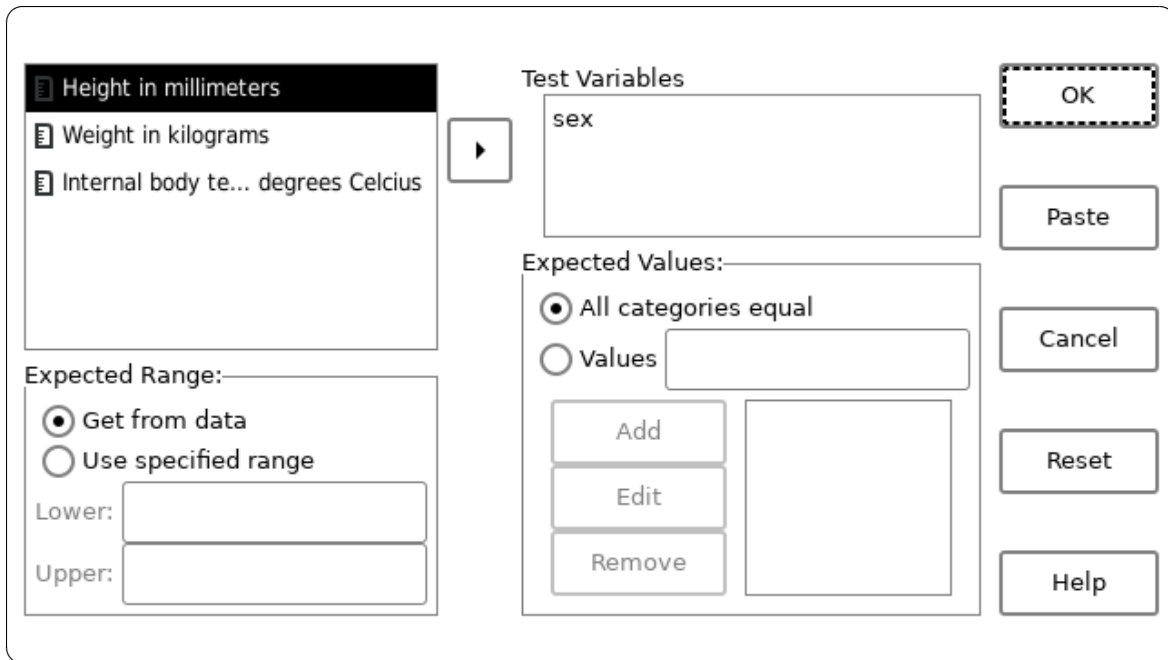 Height in millimeters
Weight in kilograms
Internal body te... degrees Celcius
Expected Range:
Get from data
Use specified range
Lower:
Upper:
Test Variables
sex
Expected Values:
All categories equal
Values
Add
Edit
Remove
OK
Paste
Cancel
Reset
Help